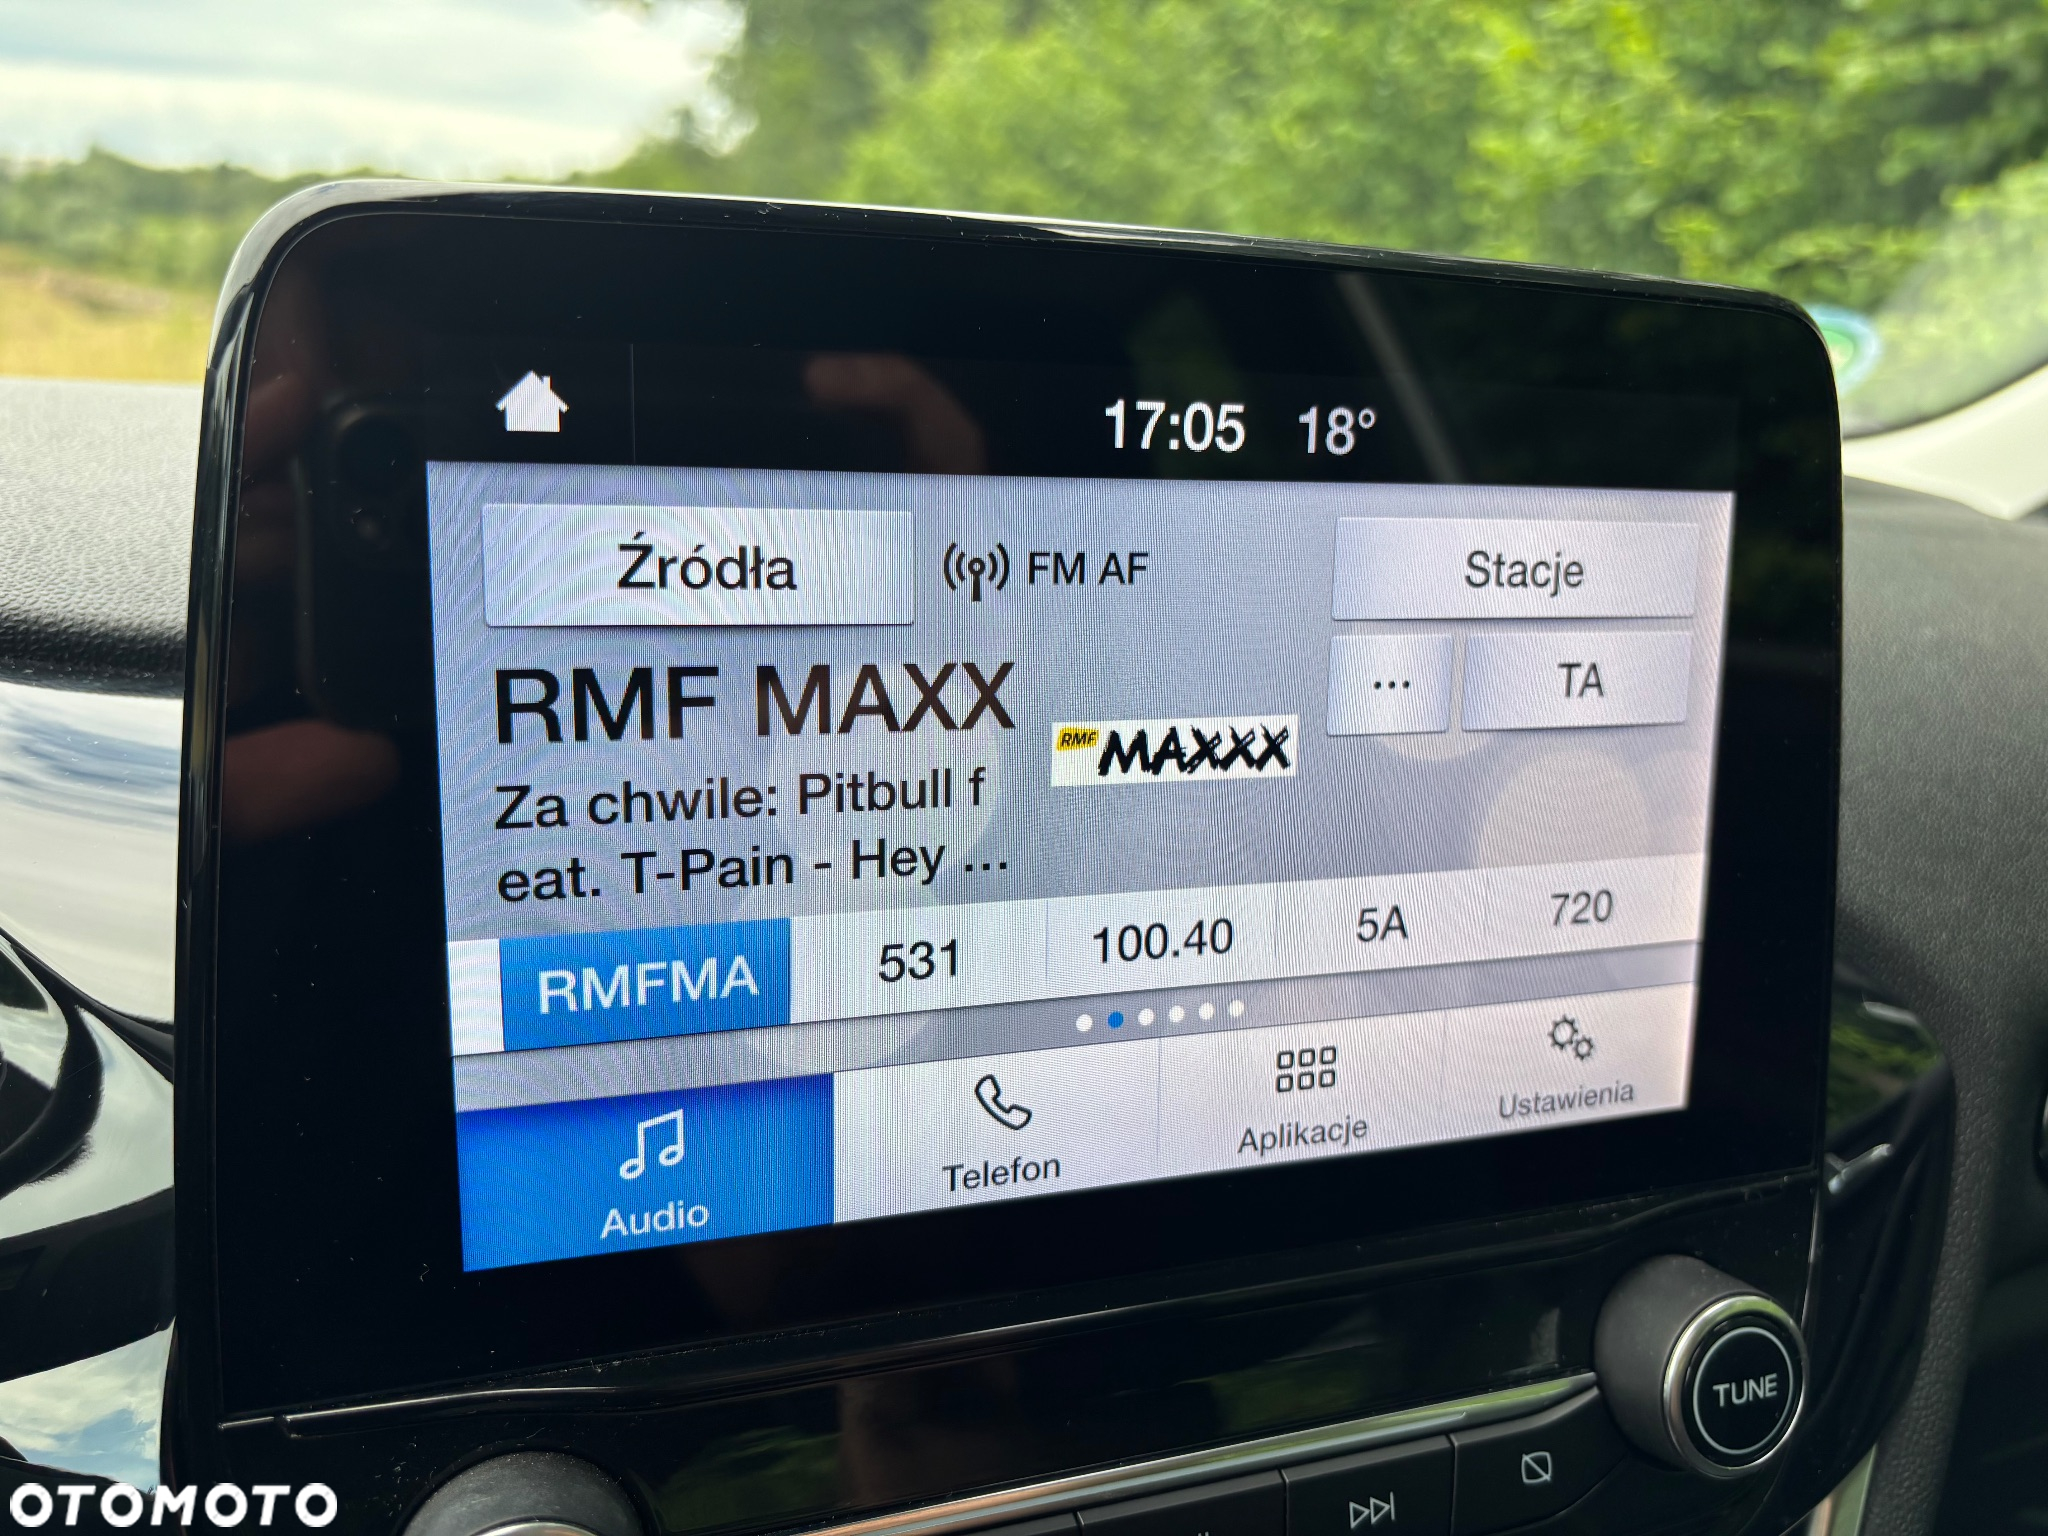 17:05 18°
Źródła
FM AF
Stacje
RMF MAXX
... TA
RMF MAXXX
Za chwile: Pitbull f
eat. T-Pain - Hey ...
RMFMA 531 100.40 5A 720
Audio Telefon Aplikacje Ustawienia
TUNE
OTOMOTO